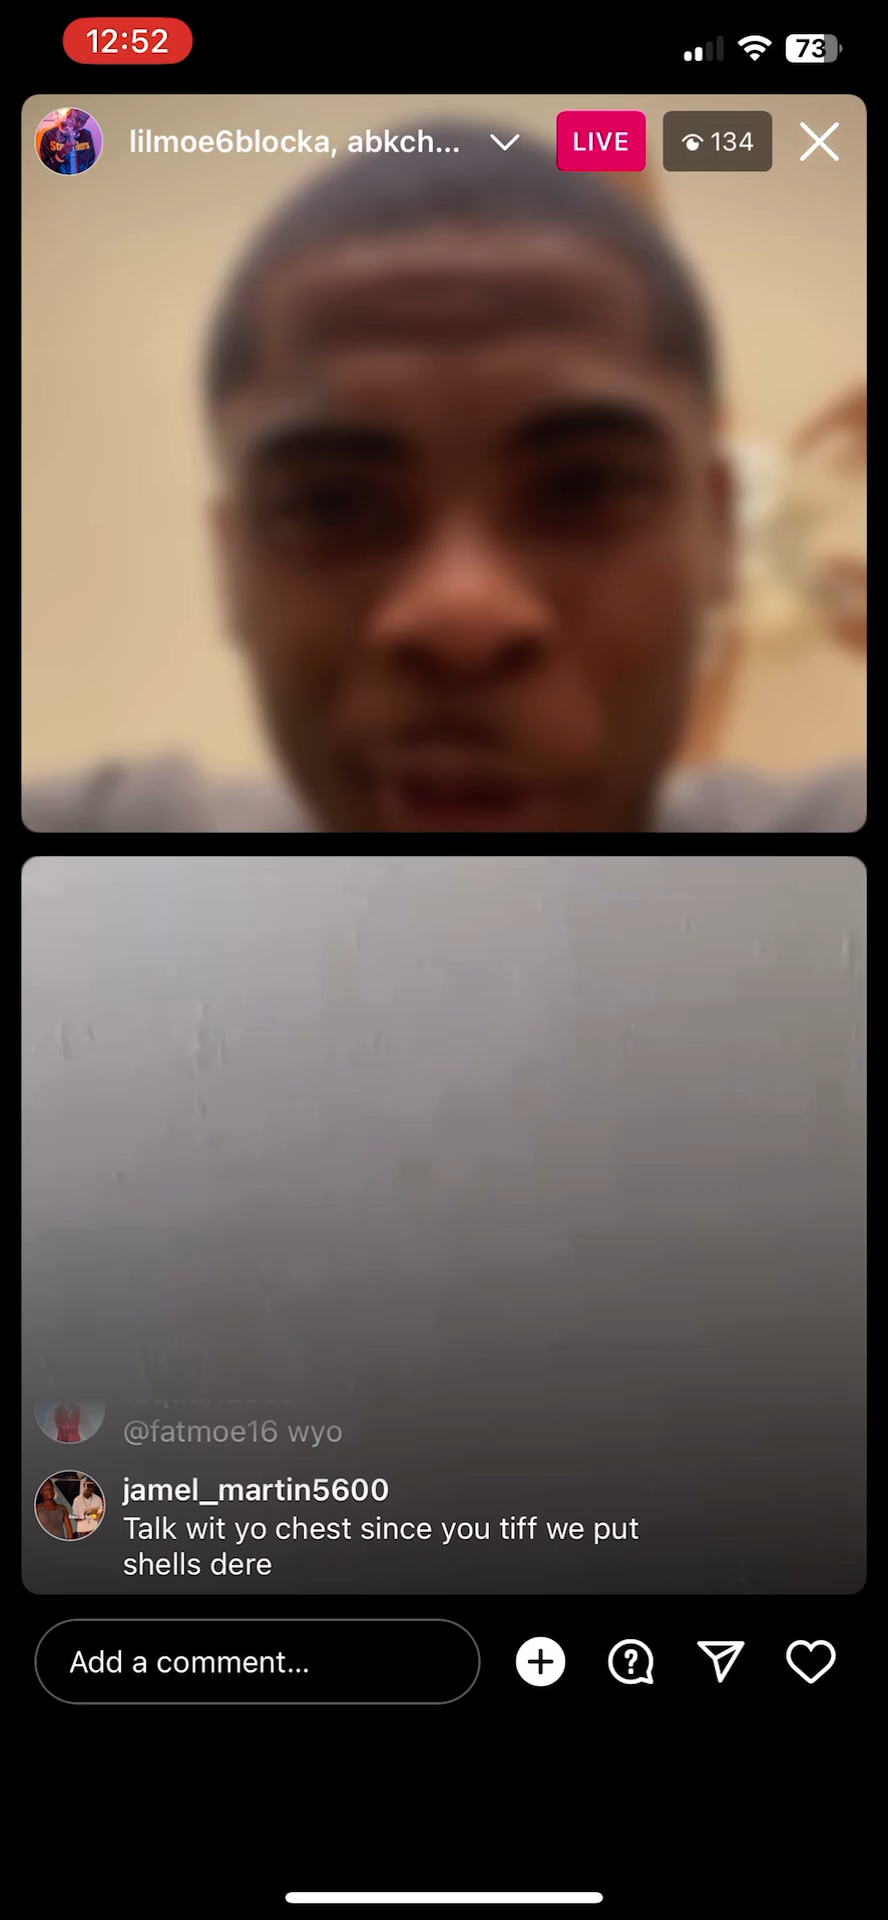 12:52
73
lilmoe6blocka, abkch...
LIVE
134
@fatmoe16 wyo
jamel_martin5600
Talk wit yo chest since you tiff we put
shells dere
Add a comment...